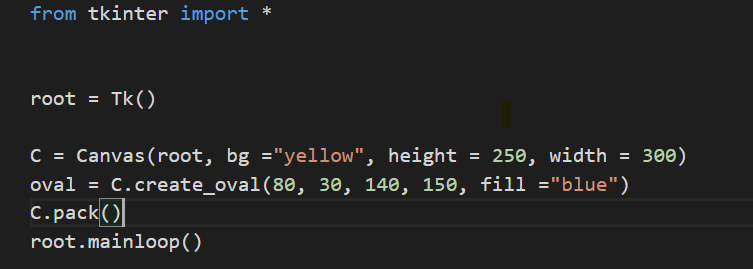 from tkinter import *
root = Tk()
C = Canvas(root, bg ="yellow", height = 250, width = 300)
oval = C.create_oval(80, 30, 140, 150, fill ="blue")
C.pack()
root.mainloop()